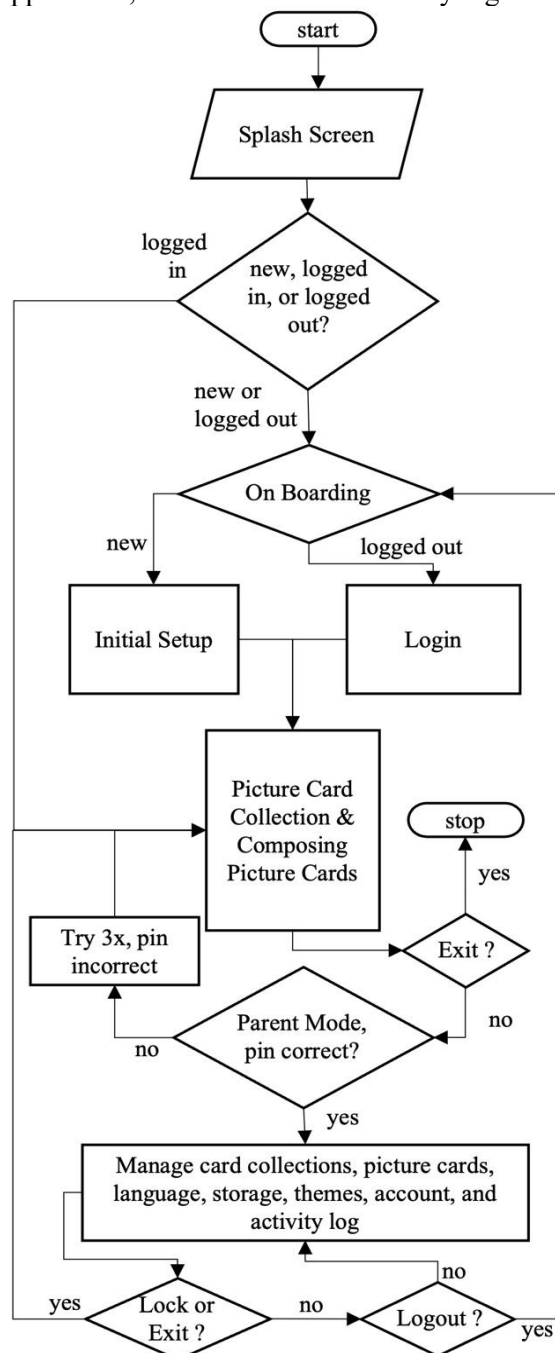 start
Splash Screen
logged
in
new, logged
in, or logged
out?
new or
logged out
On Boarding
new
logged out
Initial Setup
Login
Picture Card
Collection &
Composing
Picture Cards
stop
yes
Exit ?
no
Try 3x, pin
incorrect
Parent Mode,
pin correct?
no
yes
Manage card collections, picture cards,
language, storage, themes, account, and
activity log
yes
Lock or
Exit ?
no
no
Logout ?
yes